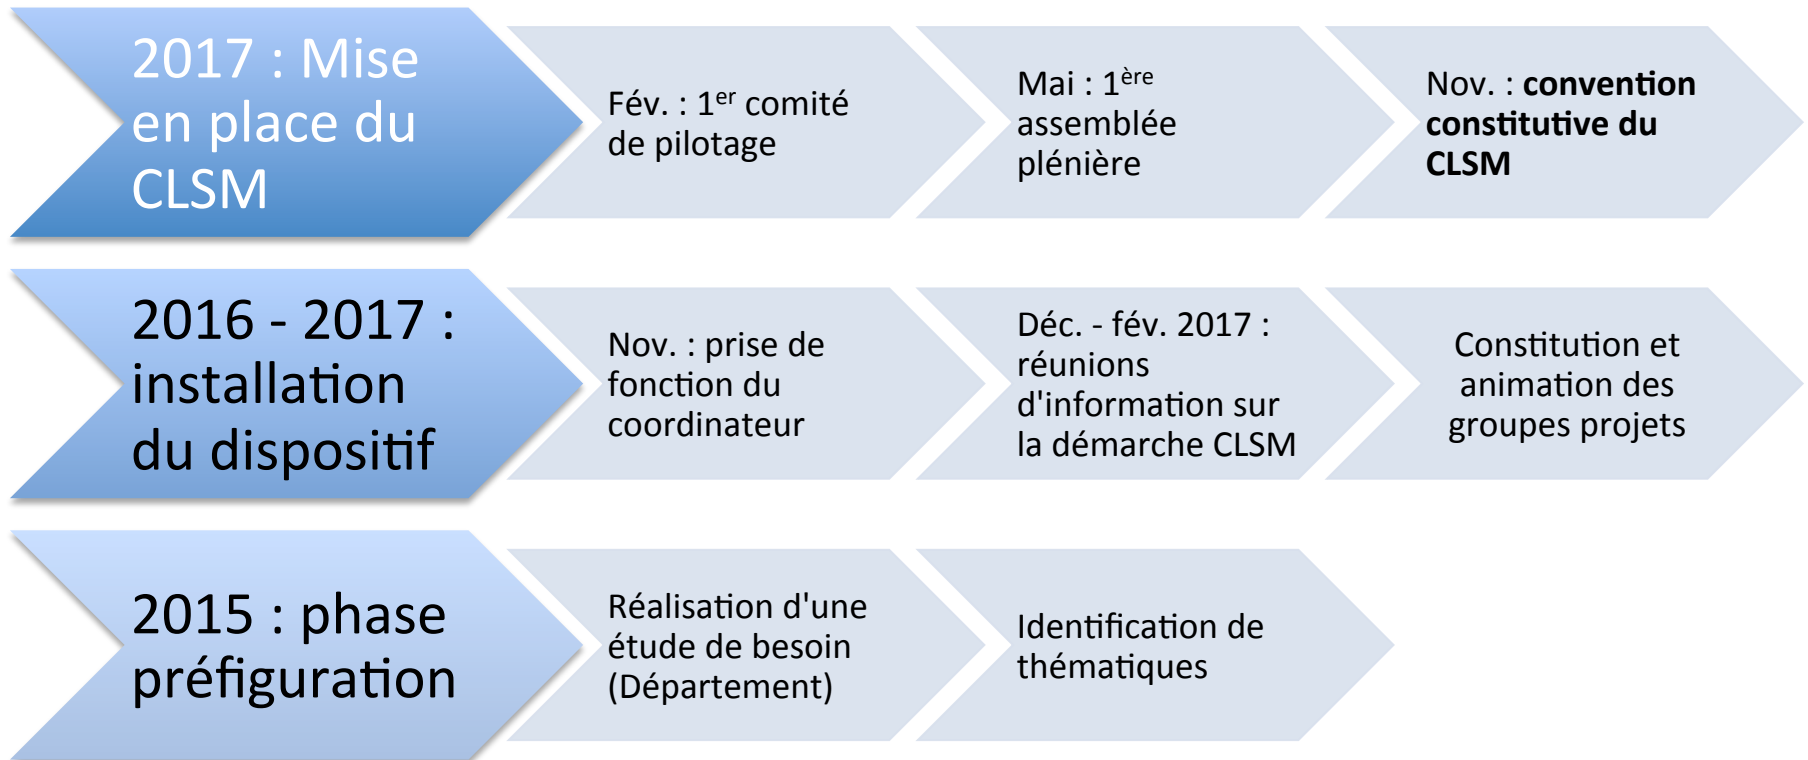 2017 : Mise
en place du
CLSM
Fév. : 1er comité
de pilotage
Mai : 1ère
assemblée
plénière
Nov. : convention
constitutive du
CLSM
2016 - 2017 :
installation
du dispositif
Nov. : prise de
fonction du
coordinateur
Déc. - fév. 2017 :
réunions
d'information sur
la démarche CLSM
Constitution et
animation des
groupes projets
2015 : phase
préfiguration
Réalisation d'une
étude de besoin
(Département)
Identification de
thématiques